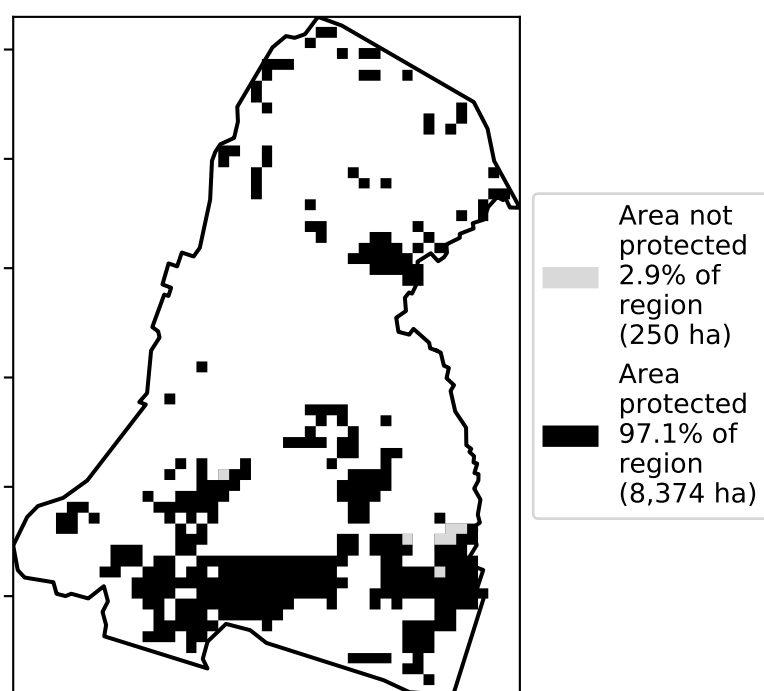 Area not
protected
2.9% of
region
(250 ha)
Area
protected
97.1% of
region
(8,374 ha)